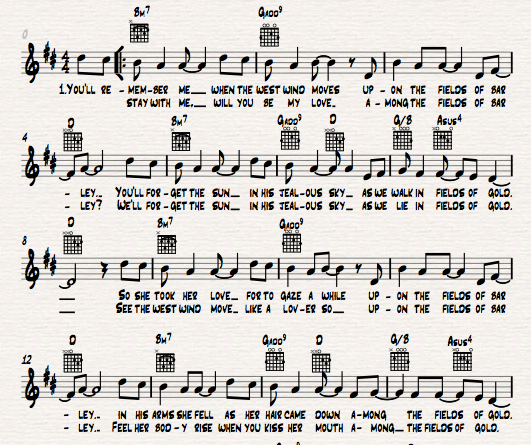 0
Bm7 Gadd9
1.You'll re - mem-ber me__ when the west wind moves up - on the fields of bar
stay with me,__ will you be my love_ a - mong the fields of bar
4
D Bm7 Gadd9 D G/B Asus4
- ley.. You'll for - get the sun__ in his jeal-ous sky__ as we walk in fields of gold.
- ley? We'll for - get the sun__ in his jeal-ous sky__ as we lie in fields of gold.
8
D Bm7 Gadd9
So she took her love__ for to gaze a while up - on the fields of bar
See the west wind move__ like a lov-er so__ up - on the fields of bar
12
D Bm7 Gadd9 D G/B Asus4
- ley.. in his arms she fell as her hair came down a-mong the fields of gold.
- ley.. Feel her bod-y rise when you kiss her mouth a-mong__ the fields of gold.